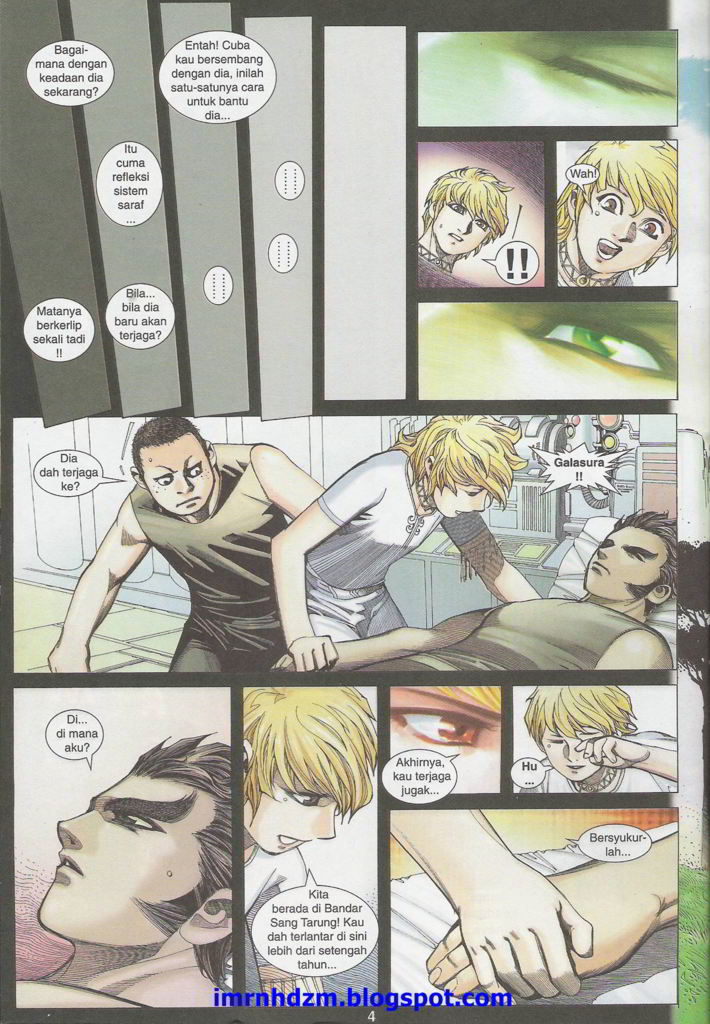 Bagai-
mana dengan
keadaan dia
sekarang?
Entah! Cuba
kau bersembang
dengan dia, inilah
satu-satunya cara
untuk bantu
dia...
Itu
cuma
refleksi
sistem
saraf
...
Matanya
berkerlip
sekali tadi
!!
Bila...
bila dia
baru akan
terjaga?
......
......
......
!!
Wah!
Dia
dah terjaga
ke?
Galasura
!!
Di...
di mana
aku?
Kita
berada di Bandar
Sang Tarung! Kau
dah terlantar di sini
lebih dari setengah
tahun...
Akhirnya,
kau terjaga
jugak...
Hu
...
Bersyukur-
lah...
imrnhdzm.blogspot.com
4